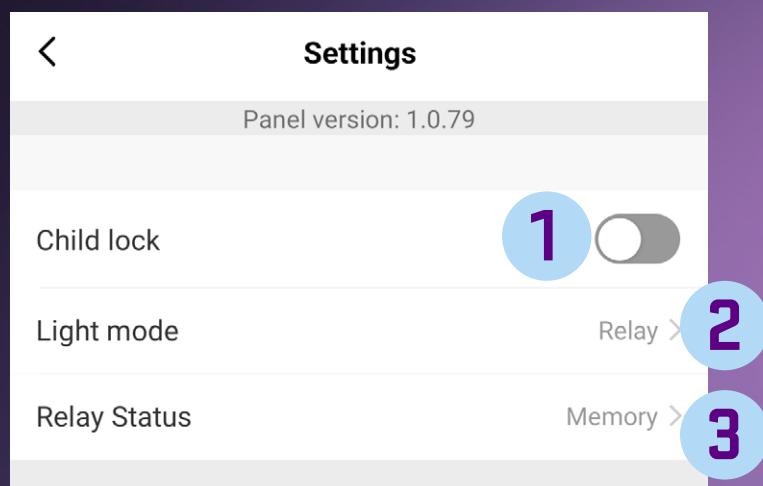 Settings
Panel version: 1.0.79
Child lock 1
Light mode Relay 2
Relay Status Memory 3